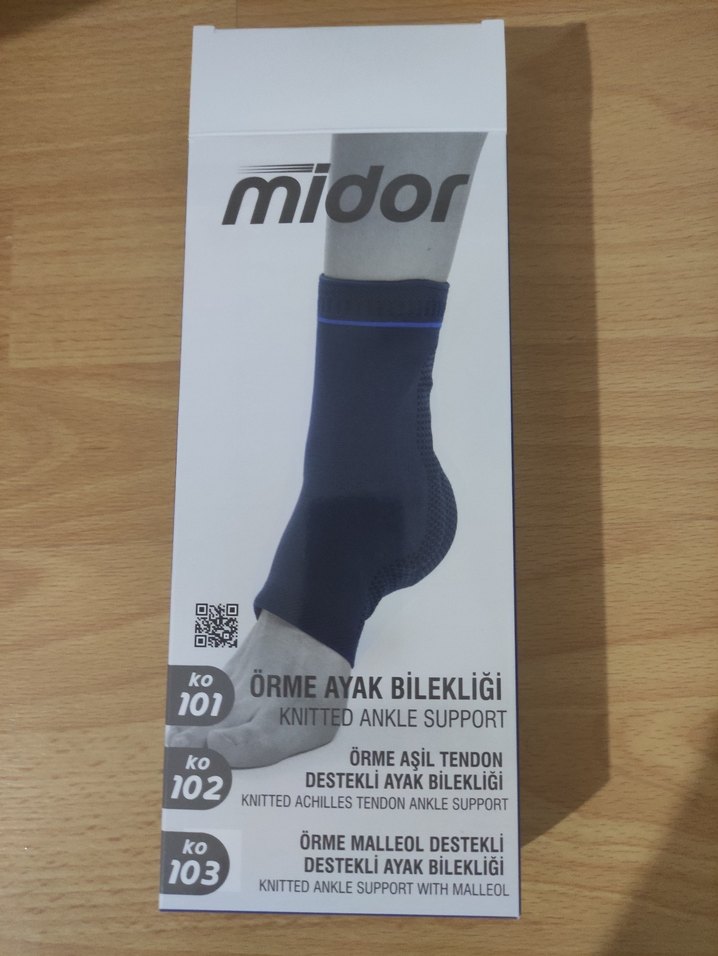 midor
ko
101
ÖRME AYAK BİLEKLİĞİ
KNITTED ANKLE SUPPORT
ko
102
ÖRME AŞİL TENDON
DESTEKLİ AYAK BİLEKLİĞİ
KNITTED ACHILLES TENDON ANKLE SUPPORT
ko
103
ÖRME MALLEOL DESTEKLİ
DESTEKLİ AYAK BİLEKLİĞİ
KNITTED ANKLE SUPPORT WITH MALLEOL